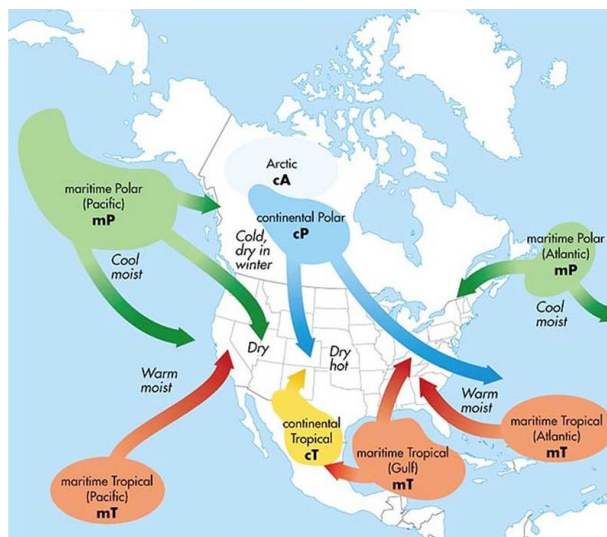 Arctic
cA
maritime Polar
(Pacific)
mP
continental Polar
cP
Cold,
dry in
winter
Cool
moist
maritime Polar
(Atlantic)
mP
Cool
moist
Dry
Dry
hot
Warm
moist
Warm
moist
continental
Tropical
cT
maritime Tropical
(Gulf)
mT
maritime Tropical
(Atlantic)
mT
maritime Tropical
(Pacific)
mT